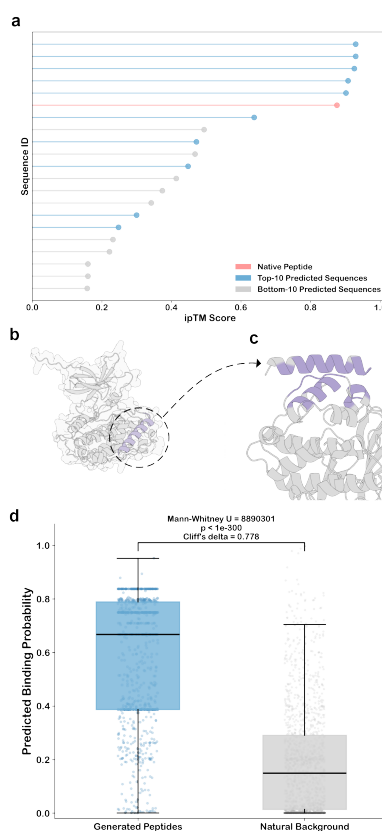 a
Sequence ID
Native Peptide
Top-10 Predicted Sequences
Bottom-10 Predicted Sequences
0.0
0.2
0.4
0.6
0.8
ipTM Score
b
c
d
Mann-Whitney U = 8890301
p < 1e-300
Cliff's delta = 0.778
Predicted Binding Probability
1.0
0.8
0.6
0.4
0.2
0.0
Generated Peptides
Natural Background